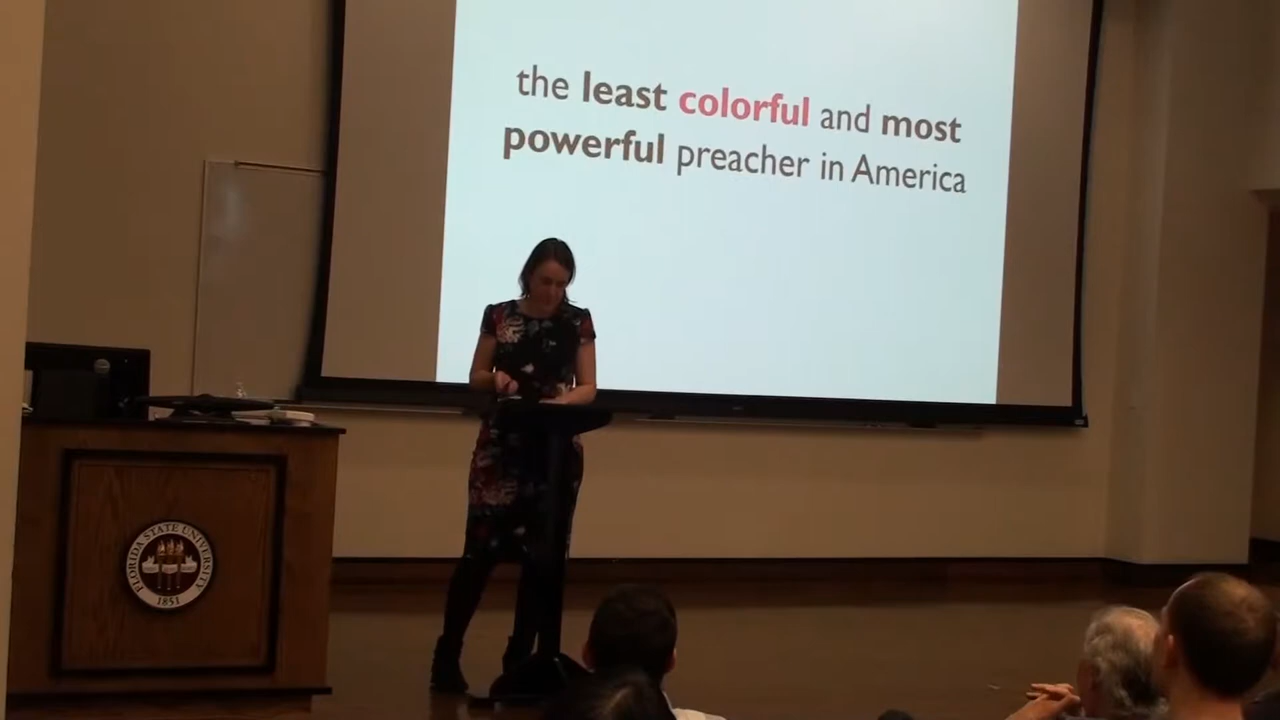 the least colorful and most
powerful preacher in America
FLORIDA STATE UNIVERSITY
1851